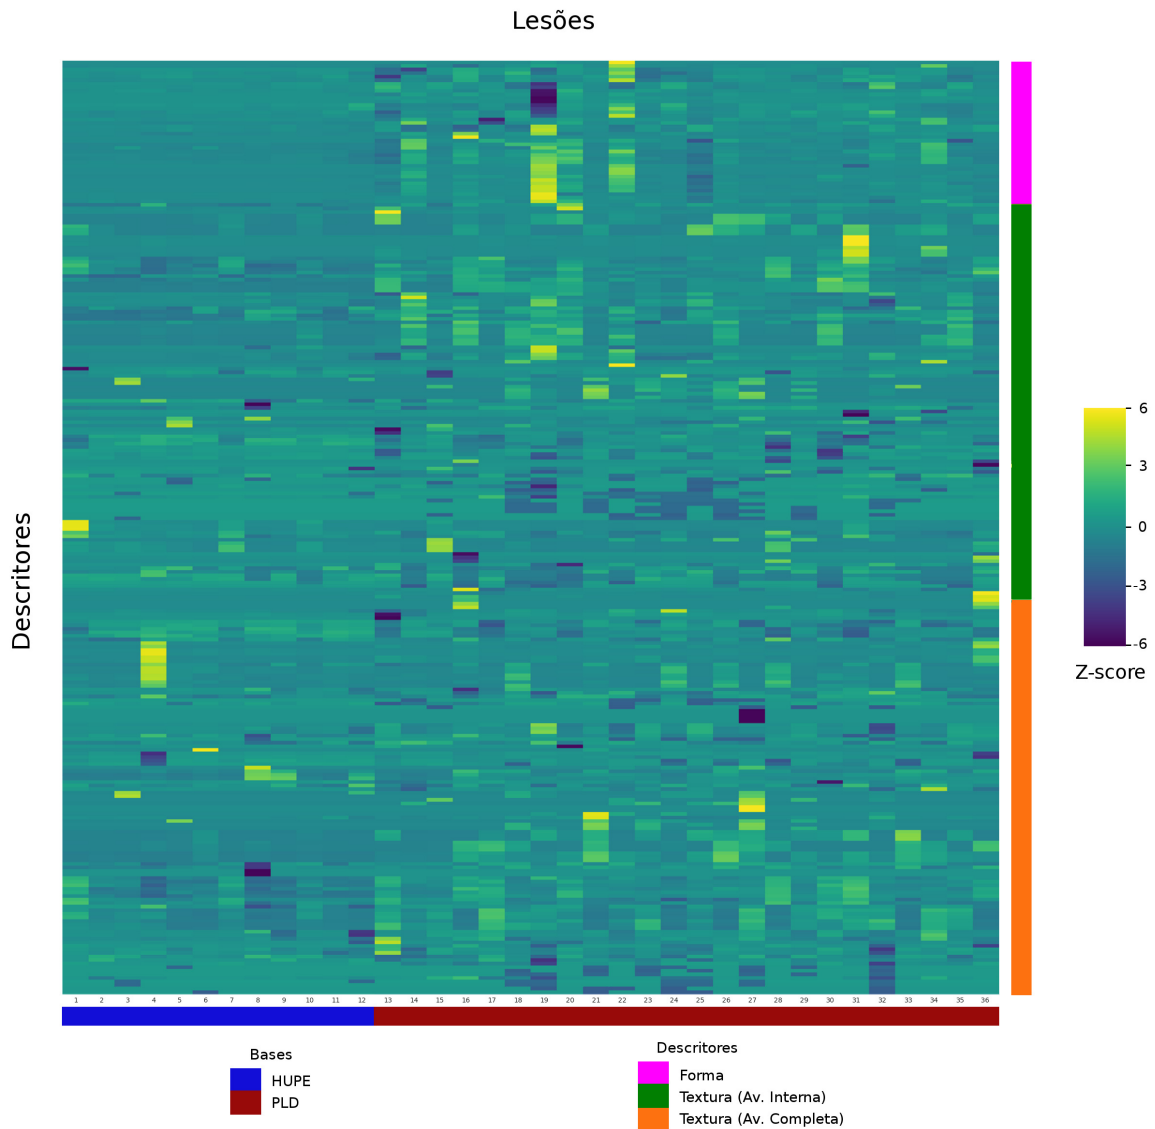 Lesões
Descritores
6
3
0
-3
-6
Z-score
1 2 3 4 5 6 7 8 9 10 11 12 13 14 15 16 17 18 19 20 21 22 23 24 25 26 27 28 29 30 31 32 33 34 35 36
Bases
HUPE
PLD
Descritores
Forma
Textura (Av. Interna)
Textura (Av. Completa)